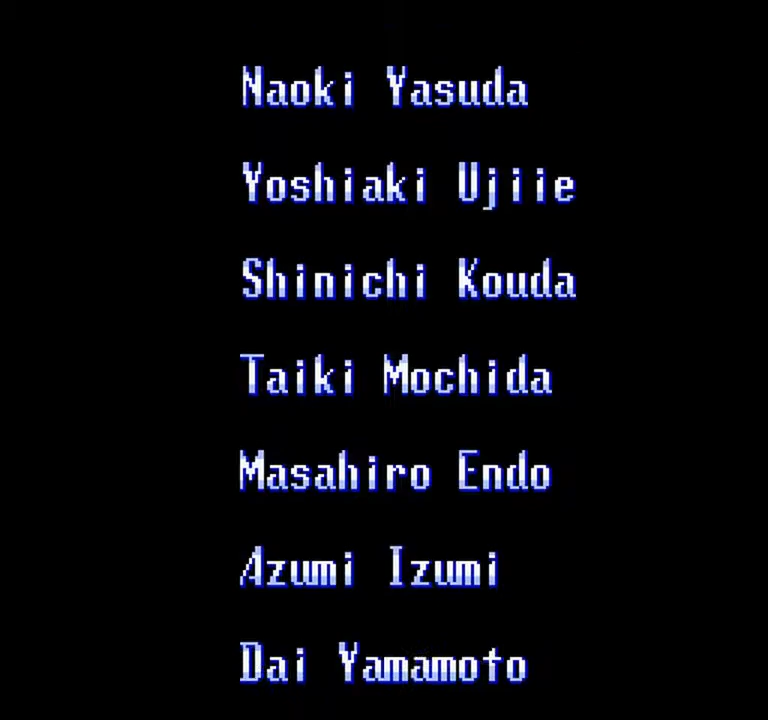 Naoki Yasuda
Yoshiaki Ujiie
Shinichi Kouda
Taiki Mochida
Masahiro Endo
Azumi Izumi
Dai Yamamoto